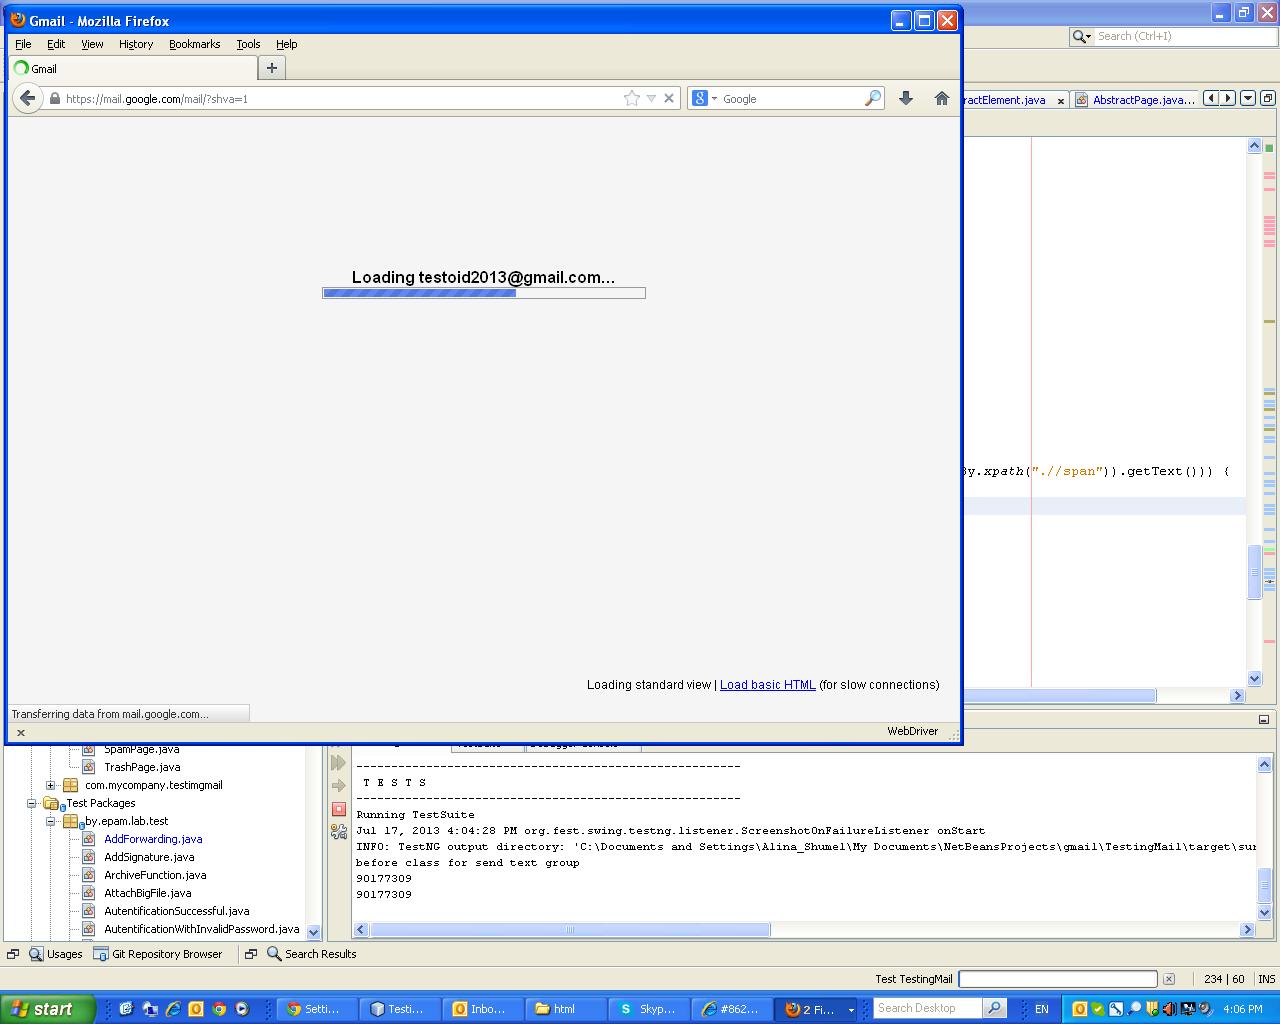 Gmail - Mozilla Firefox
File Edit View History Bookmarks Tools Help
Search (Ctrl+I)
Gmail
https://mail.google.com/mail/?shva=1
Google
ractElement.java
AbstractPage.java...
Loading testoid2013@gmail.com...
By.xpath(".//span")).getText())) {
Loading standard view | Load basic HTML (for slow connections)
Transferring data from mail.google.com...
WebDriver
SpamPage.java
TrashPage.java
com.mycompany.testimgmail
Test Packages
by.epam.lab.test
AddForwarding.java
AddSignature.java
ArchiveFunction.java
AttachBigFile.java
AutentificationSuccessful.java
AutentificationWithInvalidPassword.java
-------------------------------------------------------
T E S T S
-------------------------------------------------------
Running TestSuite
Jul 17, 2013 4:04:28 PM org.fest.swing.testng.listener.ScreenshotOnFailureListener onStart
INFO: TestNG output directory: 'C:\Documents and Settings\Alina_Shumel\My Documents\NetBeansProjects\gmail\TestingMail\target\sur
before class for send text group
90177309
90177309
Usages Git Repository Browser Search Results
Test TestingMail
234 | 60 INS
start
Setti...
Testi...
Inbo...
html
Skyp...
#862...
2 Fi...
Search Desktop
EN
4:06 PM